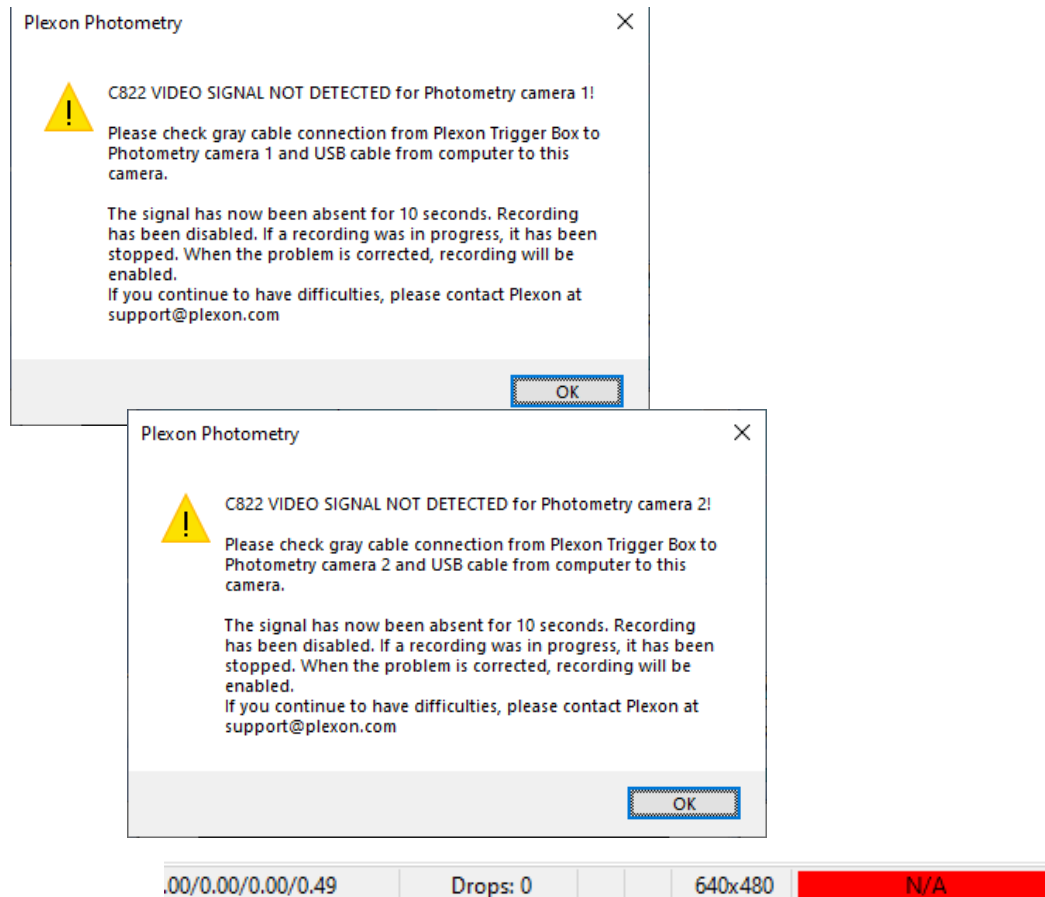 Plexon Photometry
C822 VIDEO SIGNAL NOT DETECTED for Photometry camera 1!
Please check gray cable connection from Plexon Trigger Box to
Photometry camera 1 and USB cable from computer to this
camera.
The signal has now been absent for 10 seconds. Recording
has been disabled. If a recording was in progress, it has been
stopped. When the problem is corrected, recording will be
enabled.
If you continue to have difficulties, please contact Plexon at
support@plexon.com
OK
Plexon Photometry
C822 VIDEO SIGNAL NOT DETECTED for Photometry camera 2!
Please check gray cable connection from Plexon Trigger Box to
Photometry camera 2 and USB cable from computer to this
camera.
The signal has now been absent for 10 seconds. Recording
has been disabled. If a recording was in progress, it has been
stopped. When the problem is corrected, recording will be
enabled.
If you continue to have difficulties, please contact Plexon at
support@plexon.com
OK
.00/0.00/0.00/0.49 Drops: 0 640x480 N/A